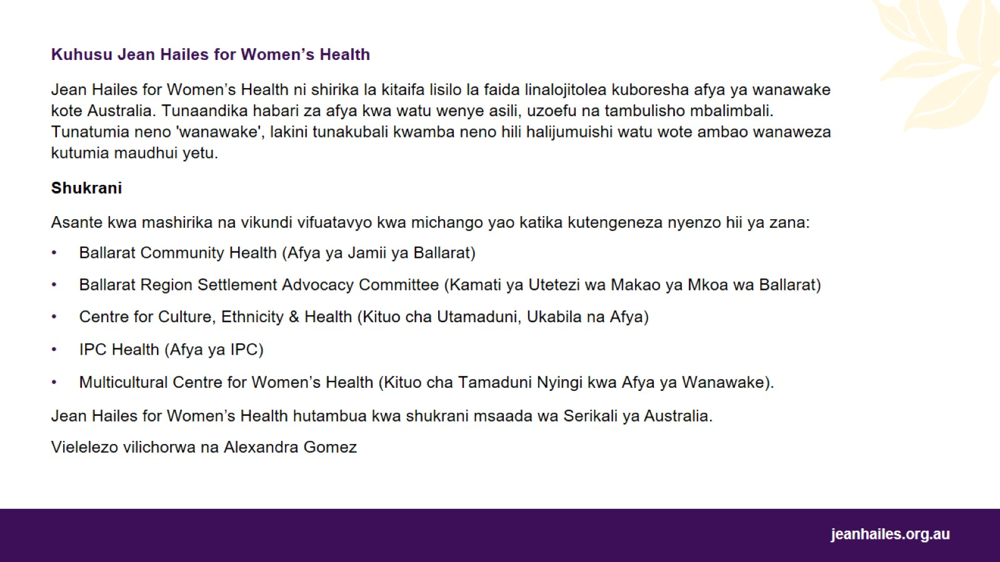 Kuhusu Jean Hailes for Women’s Health
Jean Hailes for Women’s Health ni shirika la kitaifa lisilo la faida linalojitolea kuboresha afya ya wanawake
kote Australia. Tunaandika habari za afya kwa watu wenye asili, uzoefu na tambulisho mbalimbali.
Tunatumia neno 'wanawake', lakini tunakubali kwamba neno hili halijumuishi watu wote ambao wanaweza
kutumia maudhui yetu.
Shukrani
Asante kwa mashirika na vikundi vifuatavyo kwa michango yao katika kutengeneza nyenzo hii ya zana:
• Ballarat Community Health (Afya ya Jamii ya Ballarat)
• Ballarat Region Settlement Advocacy Committee (Kamati ya Utetezi wa Makao ya Mkoa wa Ballarat)
• Centre for Culture, Ethnicity & Health (Kituo cha Utamaduni, Ukabila na Afya)
• IPC Health (Afya ya IPC)
• Multicultural Centre for Women’s Health (Kituo cha Tamaduni Nyingi kwa Afya ya Wanawake).
Jean Hailes for Women’s Health hutambua kwa shukrani msaada wa Serikali ya Australia.
Vielelezo vilichorwa na Alexandra Gomez
jeanhailes.org.au